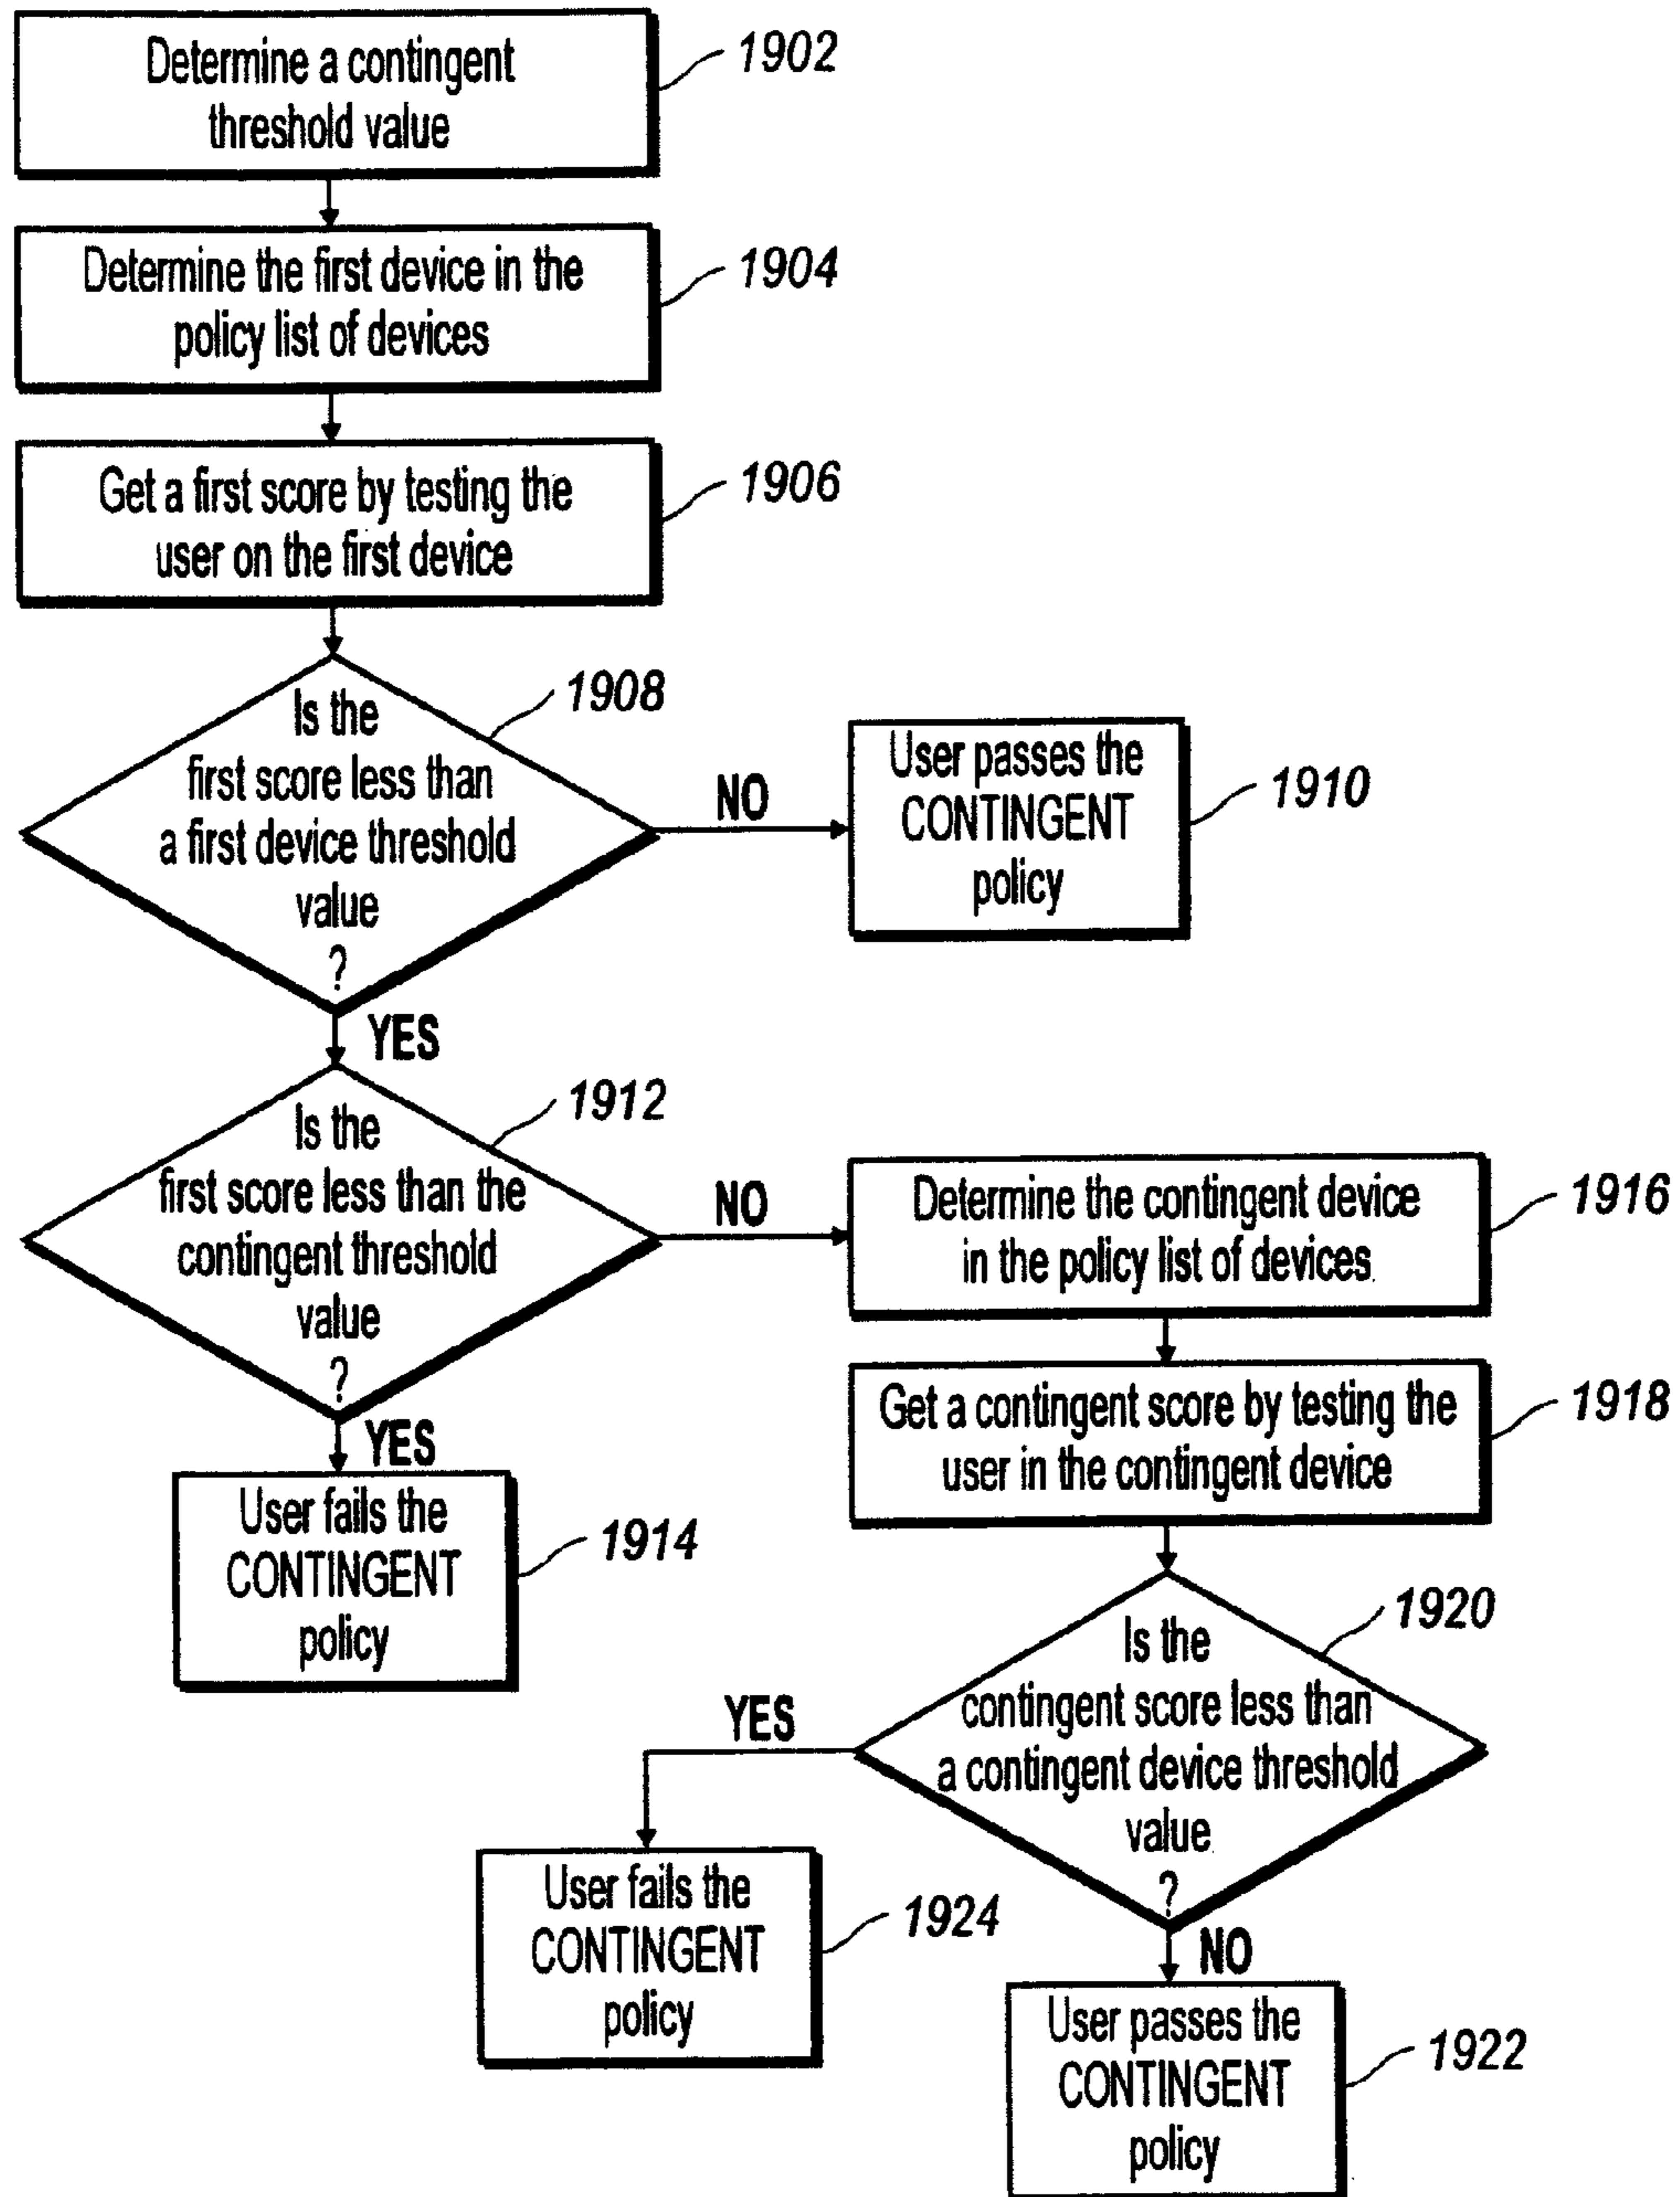 Determine a contingent
threshold value
1902
Determine the first device in the
policy list of devices
1904
Get a first score by testing the
user on the first device
1906
Is the
first score less than
a first device threshold
value
?
1908
NO
User passes the
CONTINGENT
policy
1910
YES
Is the
first score less than the
contingent threshold
value
?
1912
NO
Determine the contingent device
in the policy list of devices
1916
YES
User fails the
CONTINGENT
policy
1914
Get a contingent score by testing the
user in the contingent device
1918
Is the
contingent score less than
a contingent device threshold
value
?
1920
YES
User fails the
CONTINGENT
policy
1924
NO
User passes the
CONTINGENT
policy
1922